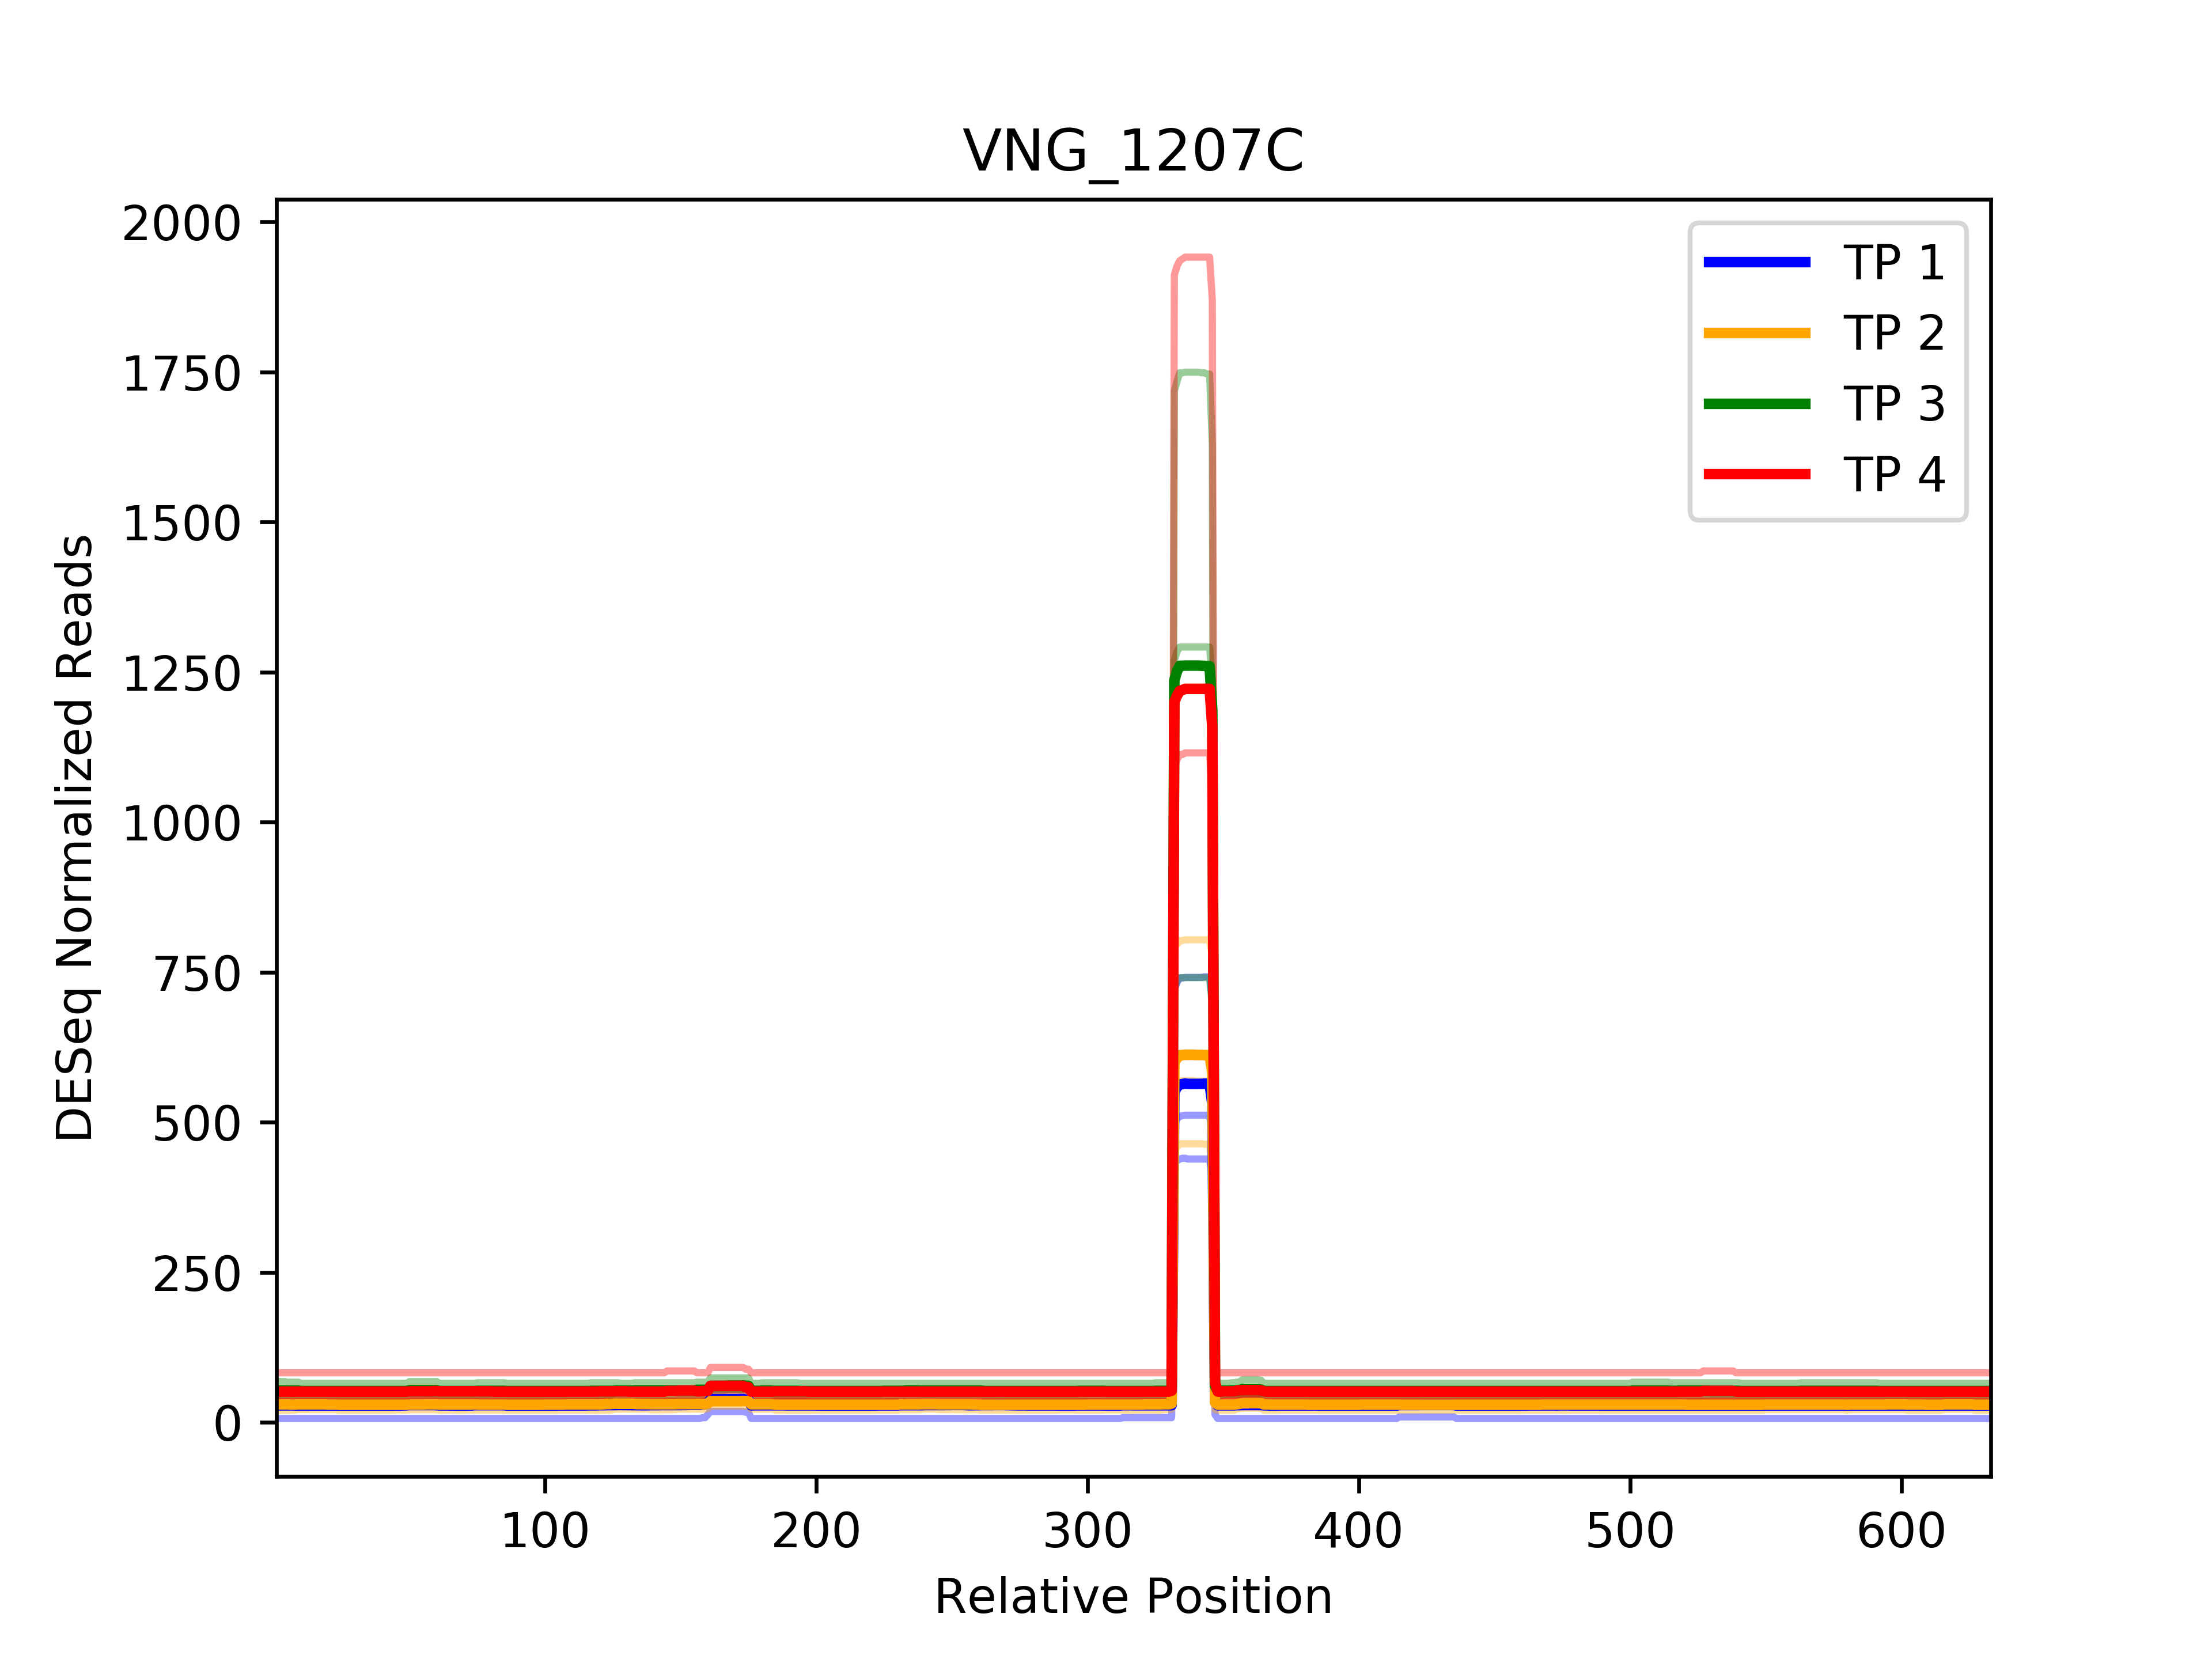 VNG_1207C
2000
1750
1500
1250
1000
750
500
250
0
DESeq Normalized Reads
TP 1
TP 2
TP 3
TP 4
100 200 300 400 500 600
Relative Position